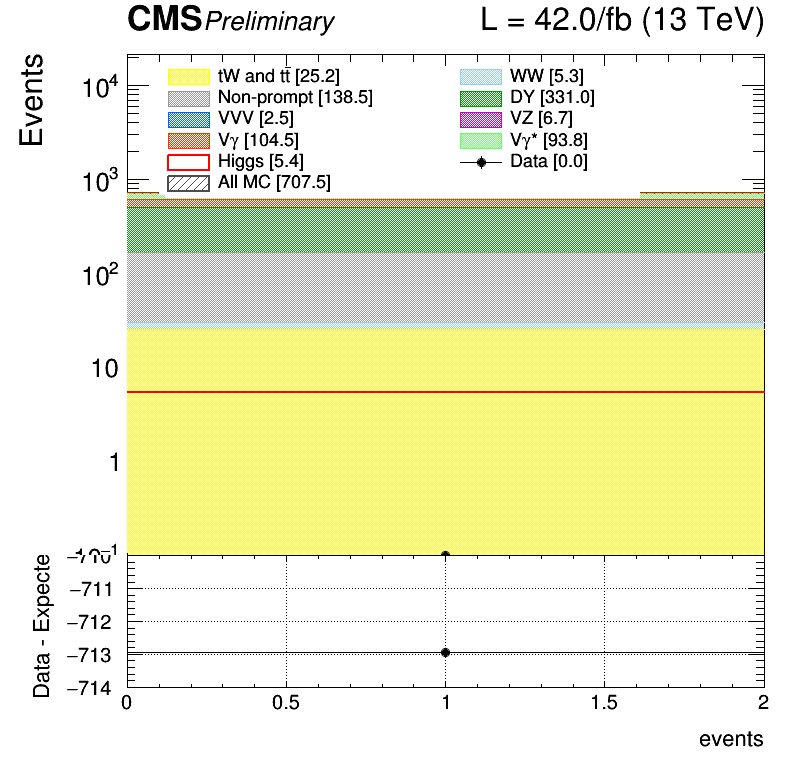 CMS Preliminary L = 42.0/fb (13 TeV)
Events
tW and tt̄ [25.2] WW [5.3]
Non-prompt [138.5] DY [331.0]
VVV [2.5] VZ [6.7]
Vγ [104.5] Vγ* [93.8]
Higgs [5.4] Data [0.0]
All MC [707.5]
10⁴
10³
10²
10
1
Data - Expecte
−711
−712
−713
−714
0 0.5 1 1.5 2
events